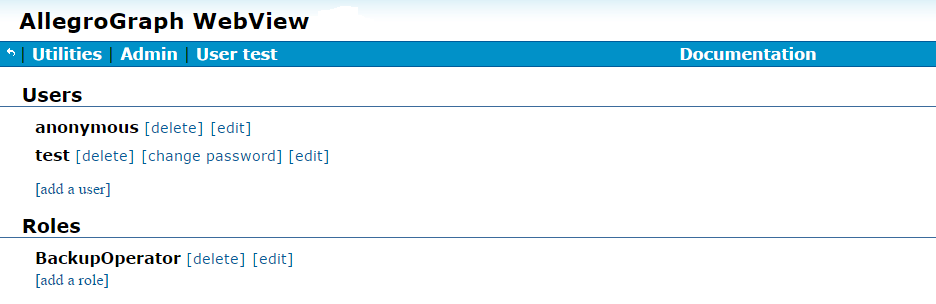 AllegroGraph WebView
| Utilities | Admin | User test Documentation
Users
anonymous [delete] [edit]
test [delete] [change password] [edit]
[add a user]
Roles
BackupOperator [delete] [edit]
[add a role]